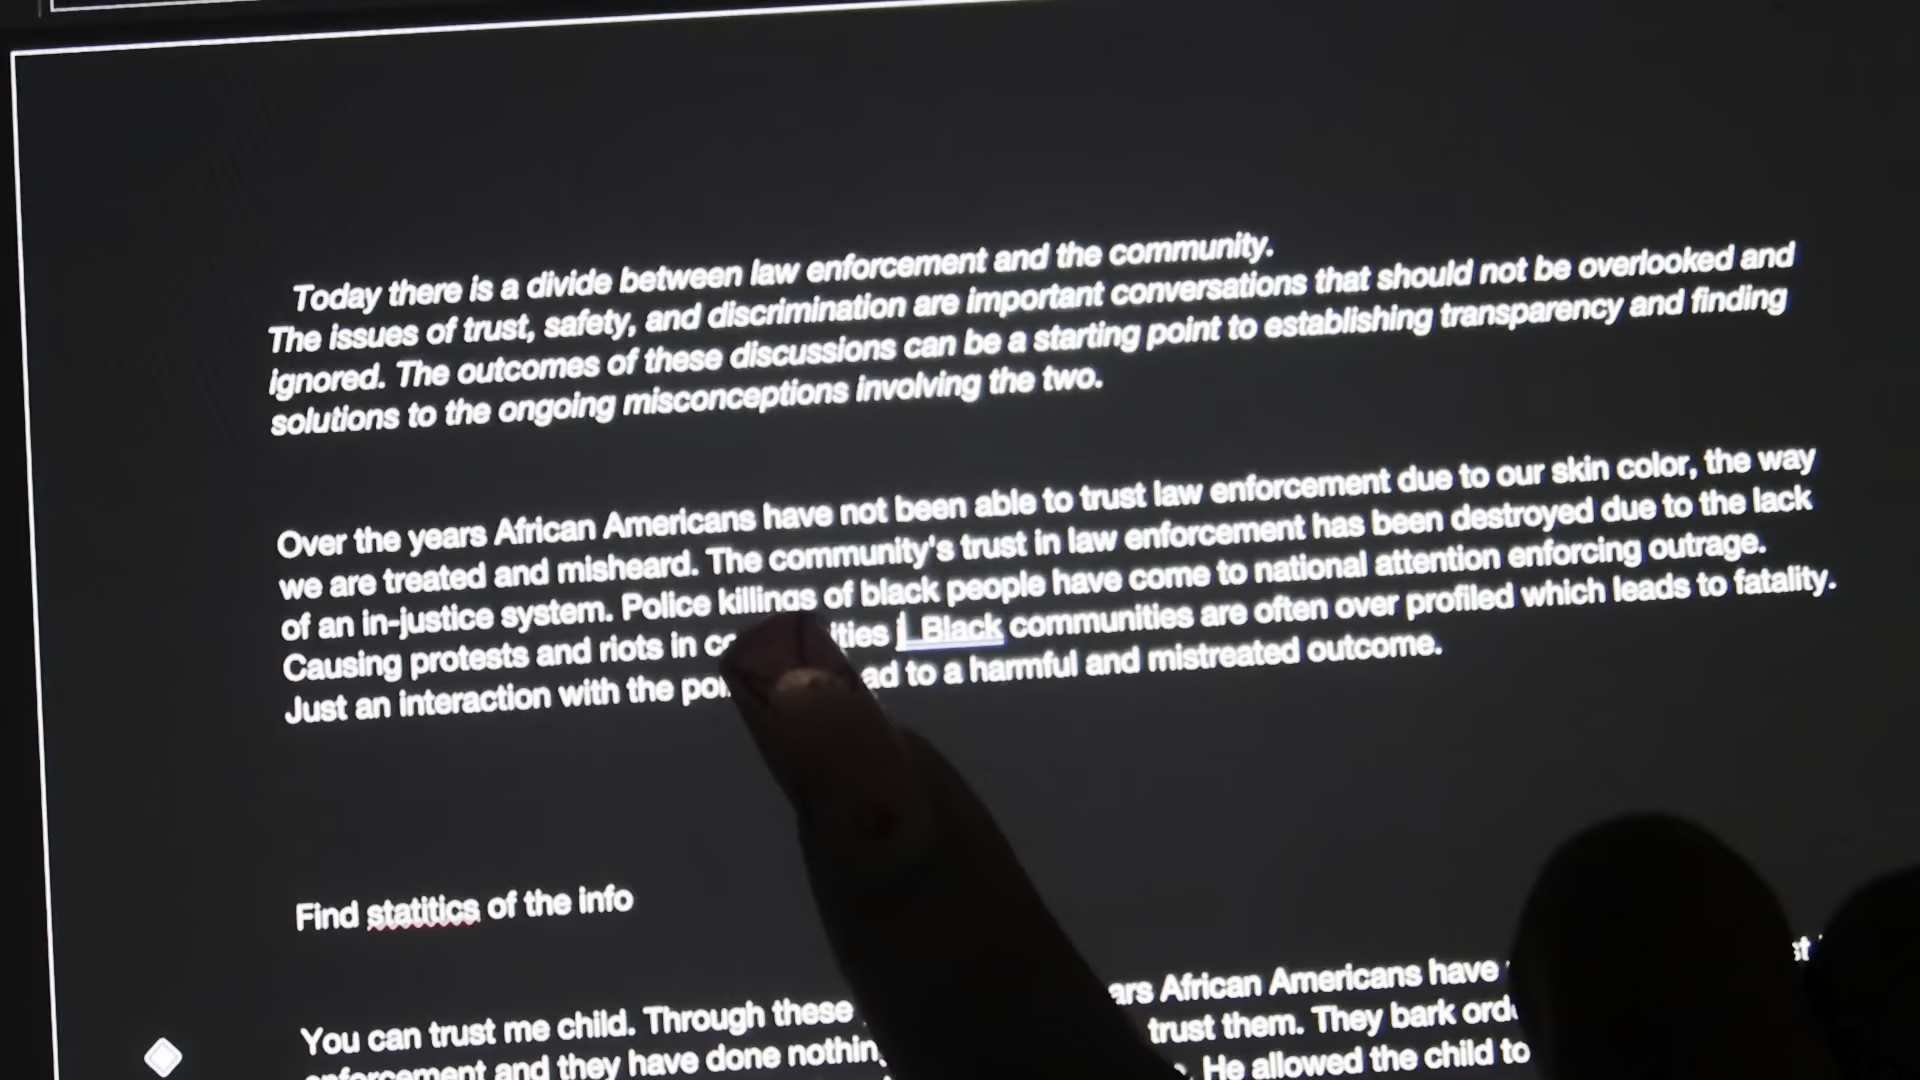 Today there is a divide between law enforcement and the community.
The issues of trust, safety, and discrimination are important conversations that should not be overlooked and
ignored. The outcomes of these discussions can be a starting point to establishing transparency and finding
solutions to the ongoing misconceptions involving the two.
Over the years African Americans have not been able to trust law enforcement due to our skin color, the way
we are treated and misheard. The community's trust in law enforcement has been destroyed due to the lack
of an in-justice system. Police killings of black people have come to national attention enforcing outrage.
Causing protests and riots in Black communities are often over profiled which leads to fatality.
Just an interaction with the to a harmful and mistreated outcome.
Find statitics of the info
You can trust me child. Through these African Americans have
enforcement and they have done trust them. They bark
He allowed the child to